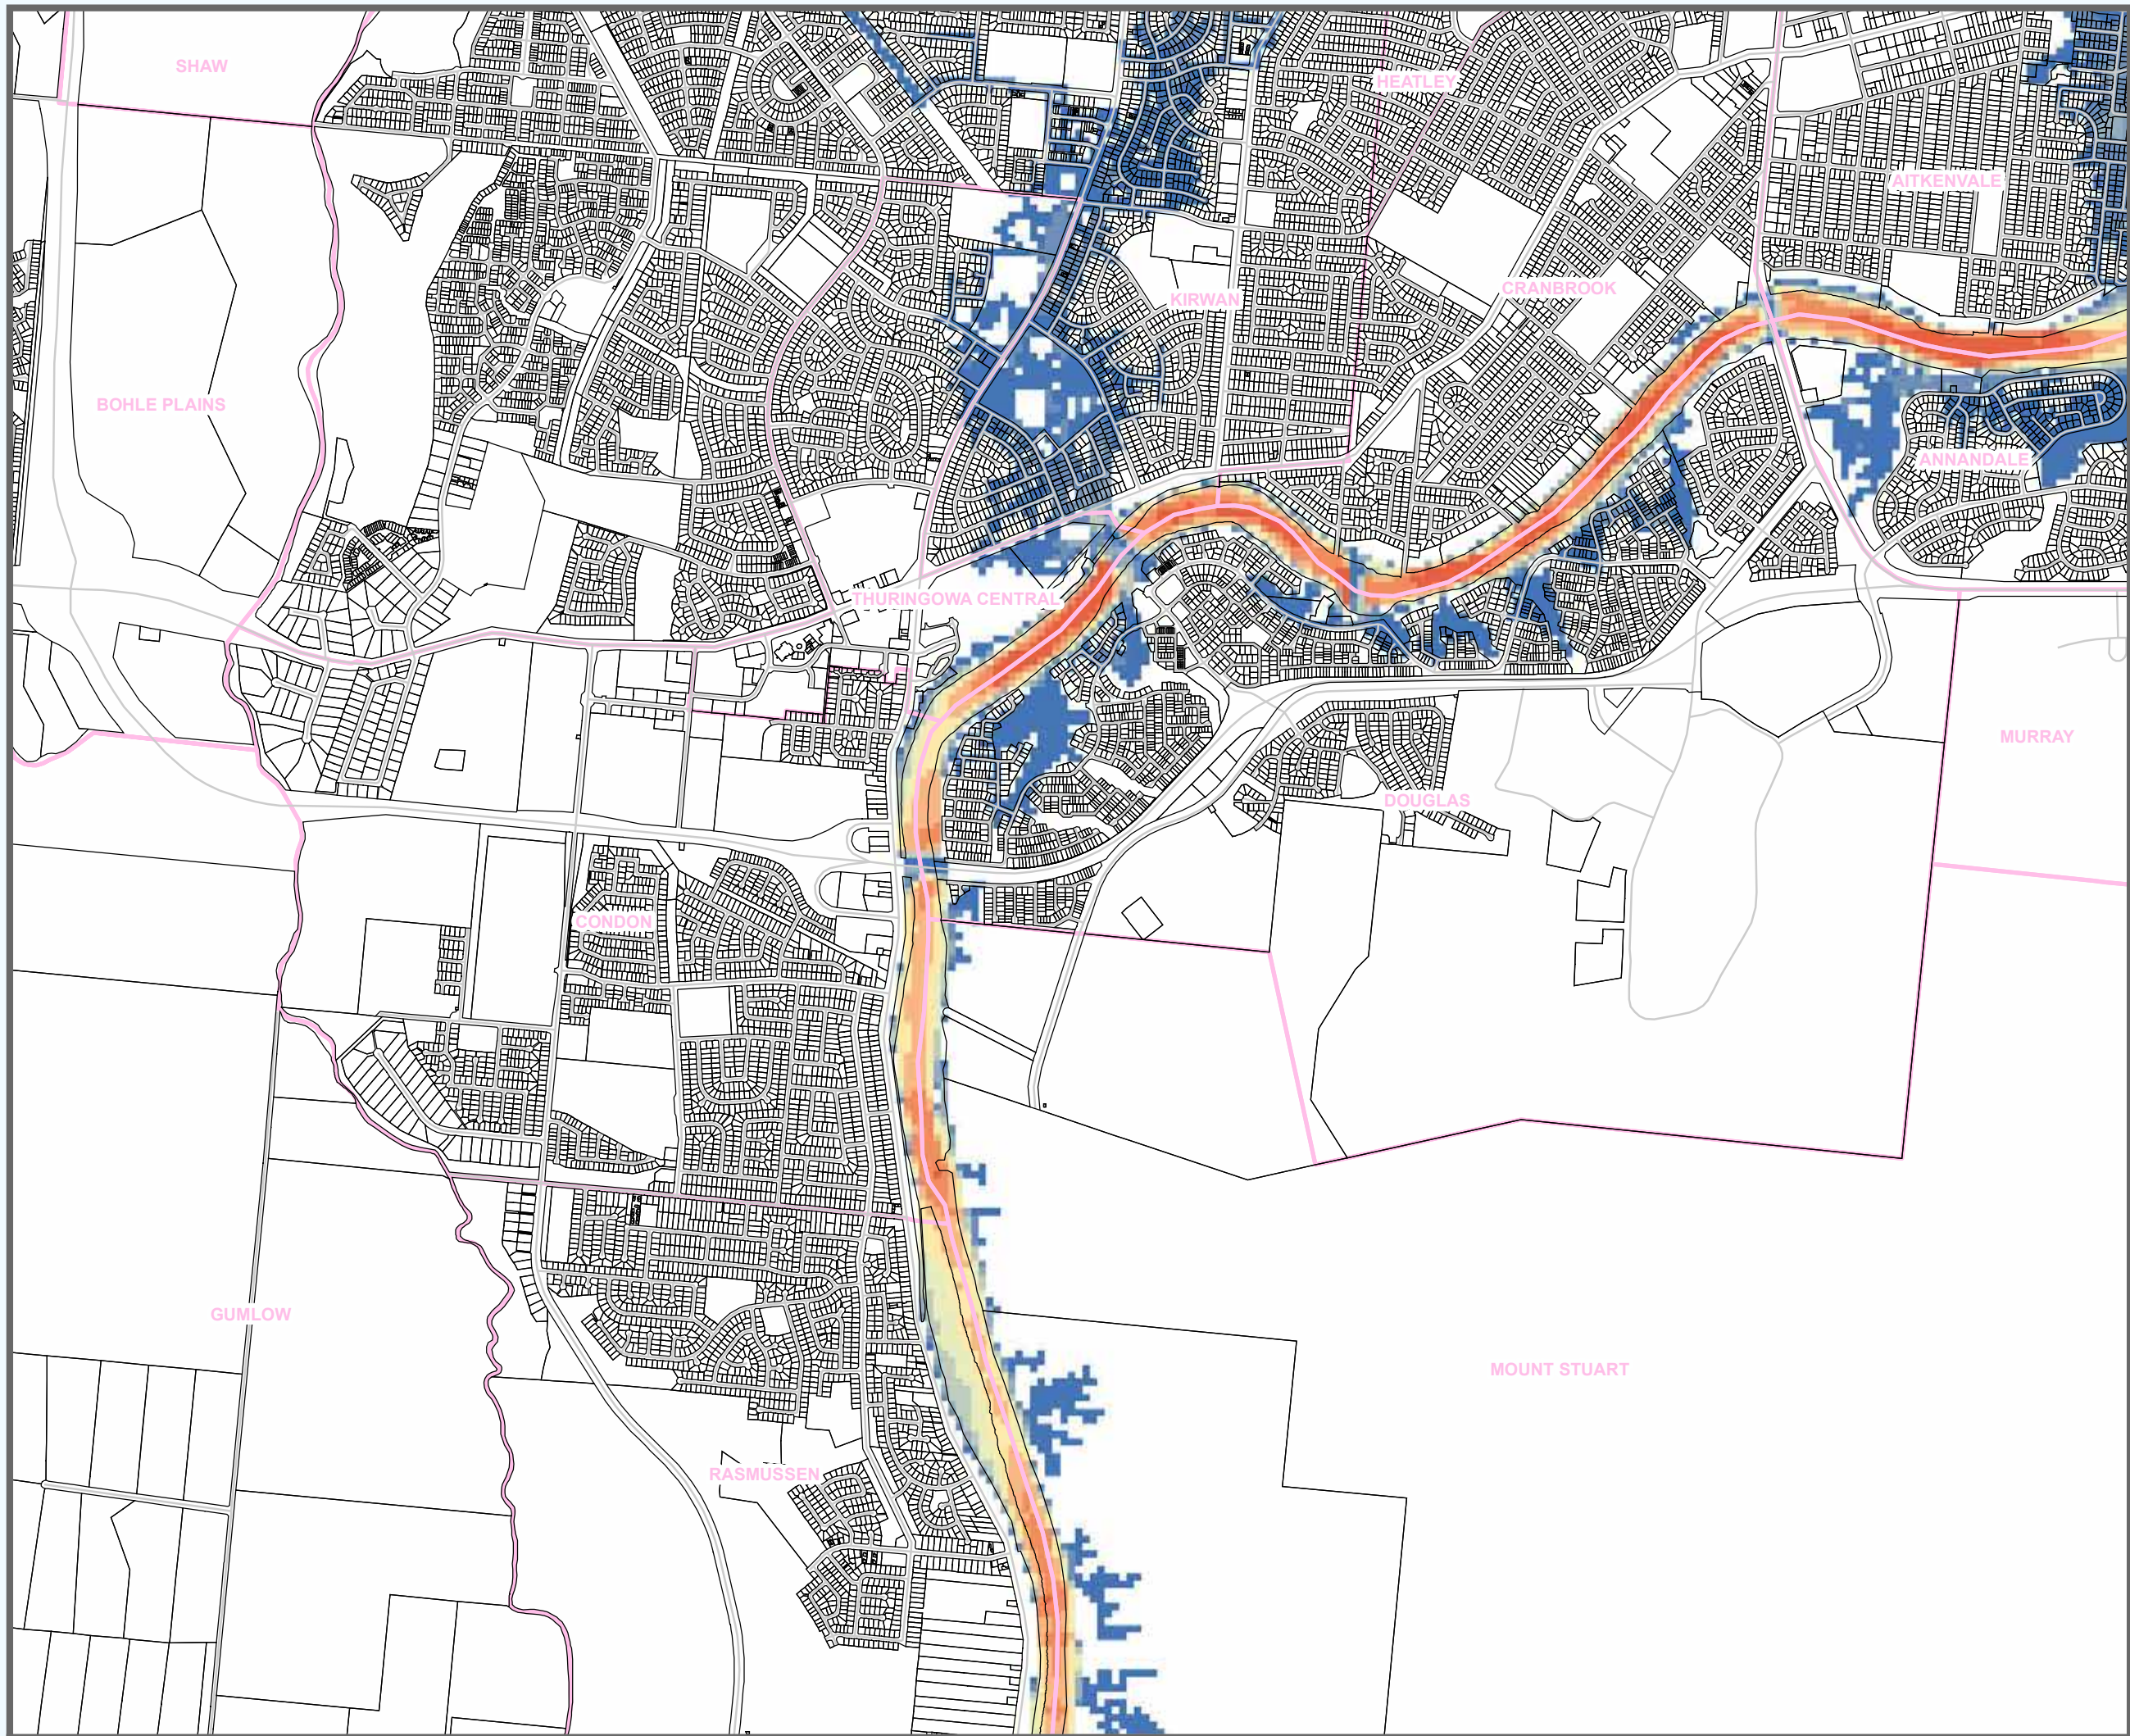 SHAW
HEATLEY
AITKENVALE
CRANBROOK
KIRWAN
BOHLE PLAINS
ANNANDALE
THURINGOWA CENTRAL
MURRAY
DOUGLAS
CONDON
GUMLOW
MOUNT STUART
RASMUSSEN